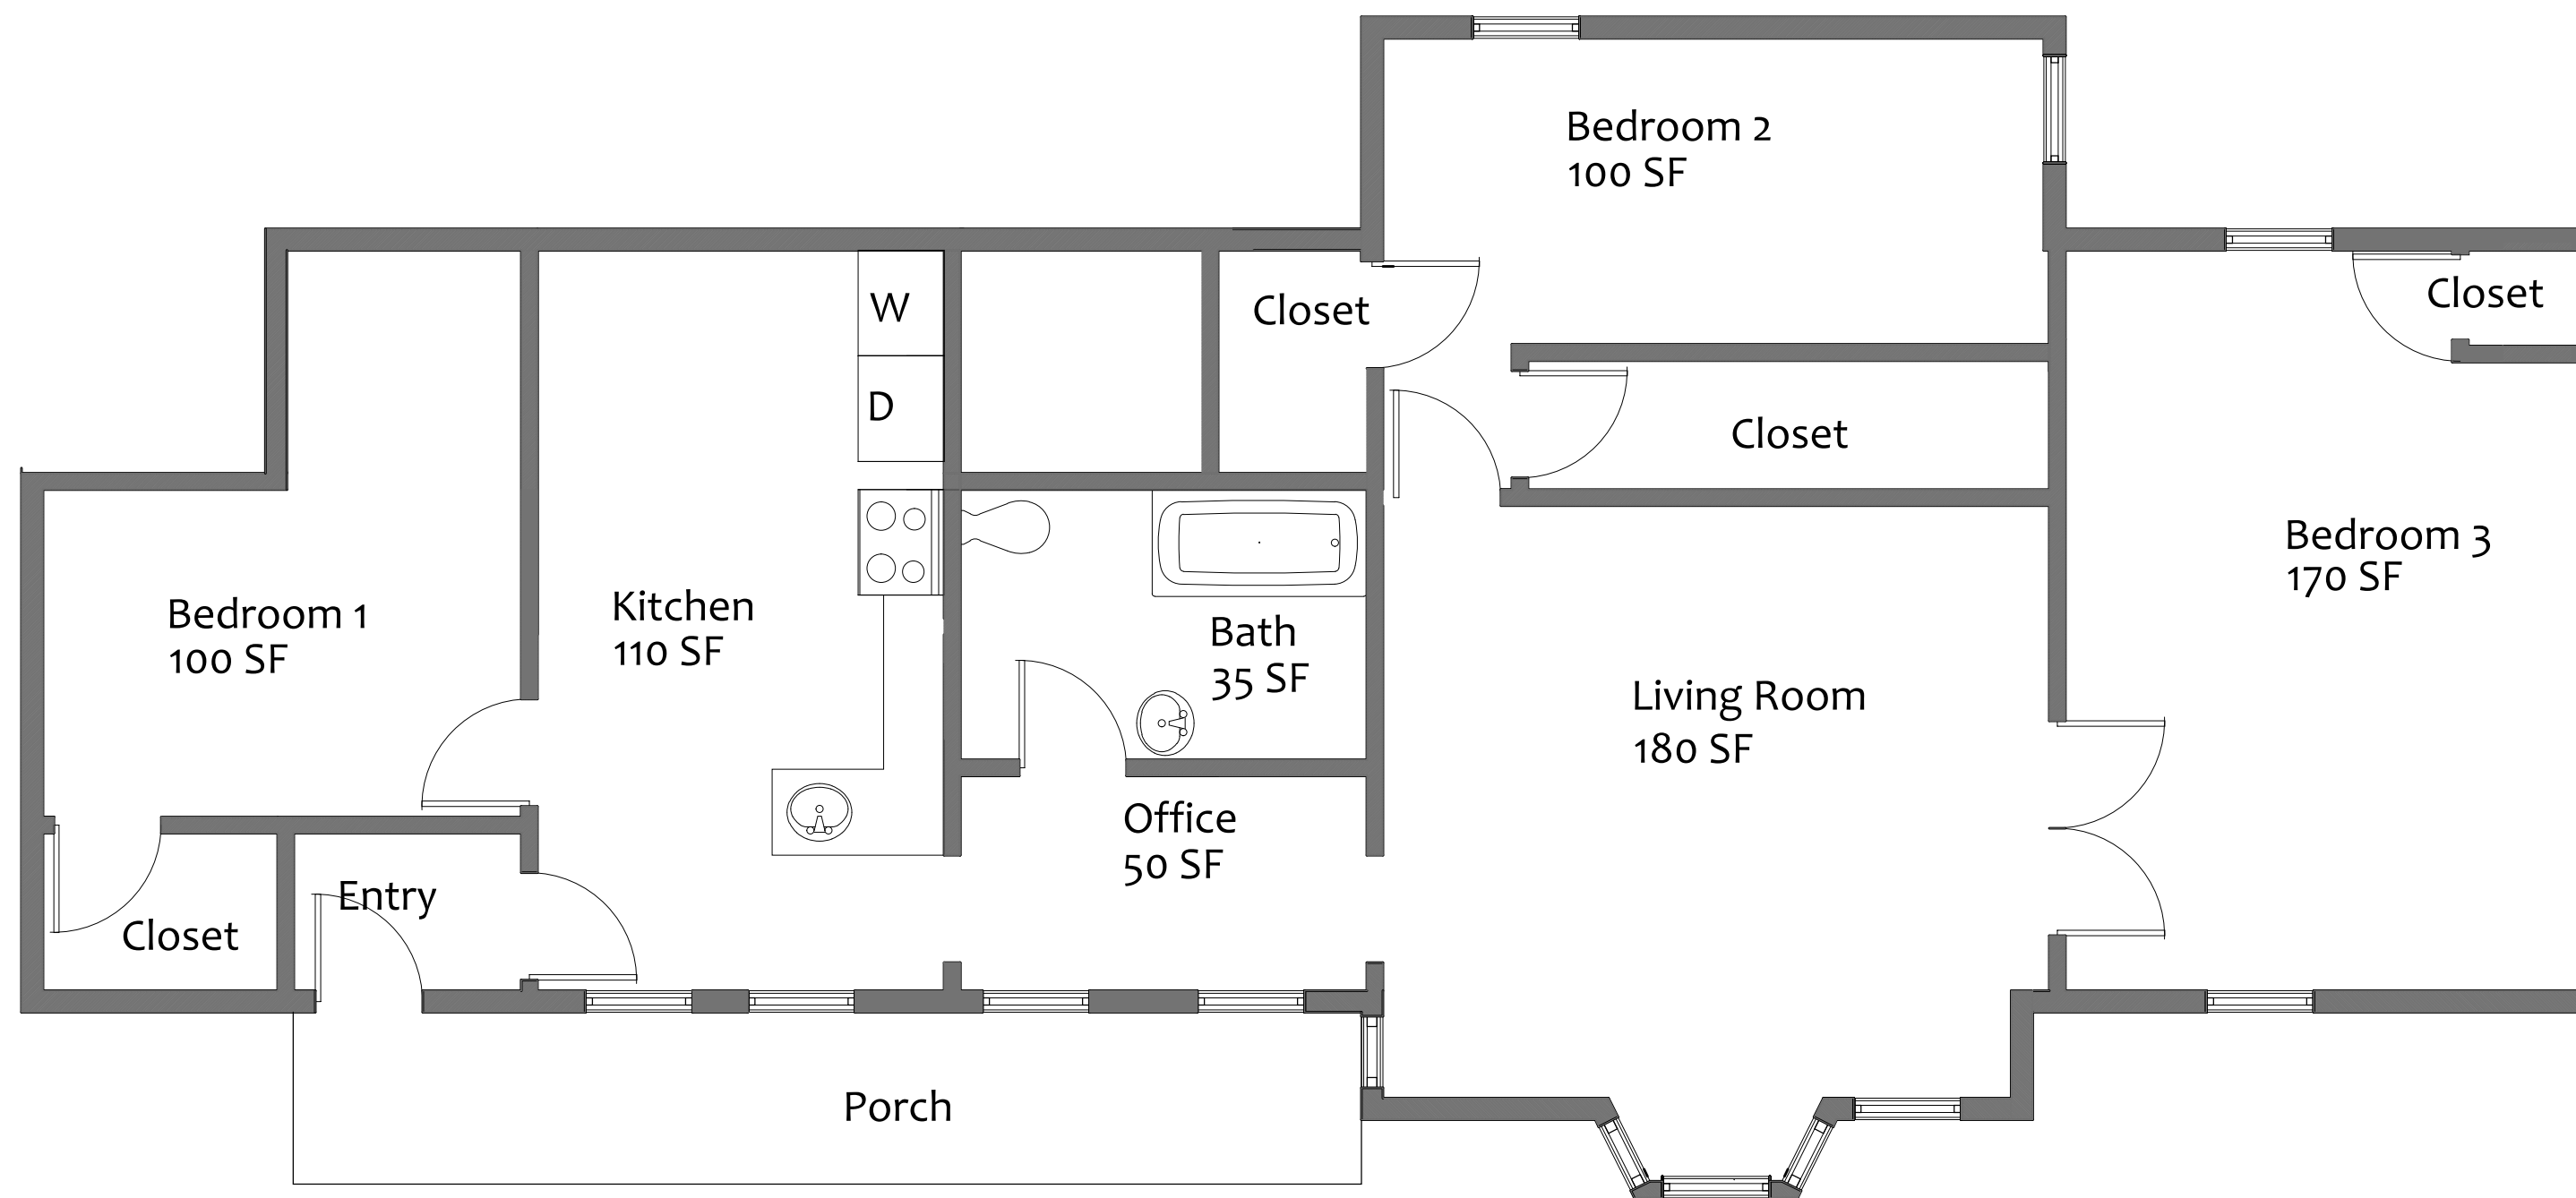 Bedroom 2
100 SF
Closet
Closet
W
D
Closet
Bedroom 3
170 SF
Bedroom 1
100 SF
Kitchen
110 SF
Bath
35 SF
Living Room
180 SF
Office
50 SF
Entry
Closet
Porch